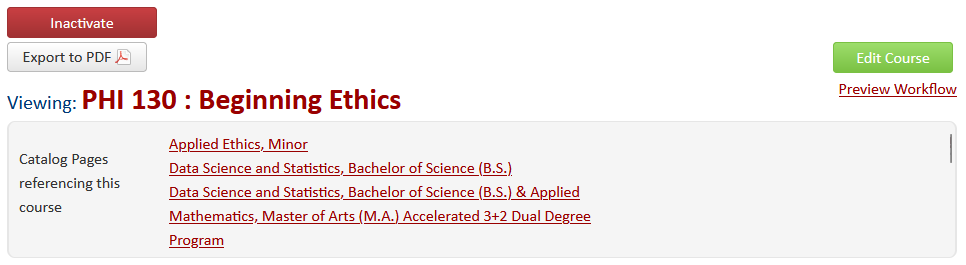 Inactivate
Export to PDF
Edit Course
Preview Workflow
Viewing: PHI 130 : Beginning Ethics
Catalog Pages
referencing this
course
Applied Ethics, Minor
Data Science and Statistics, Bachelor of Science (B.S.)
Data Science and Statistics, Bachelor of Science (B.S.) & Applied
Mathematics, Master of Arts (M.A.) Accelerated 3+2 Dual Degree
Program